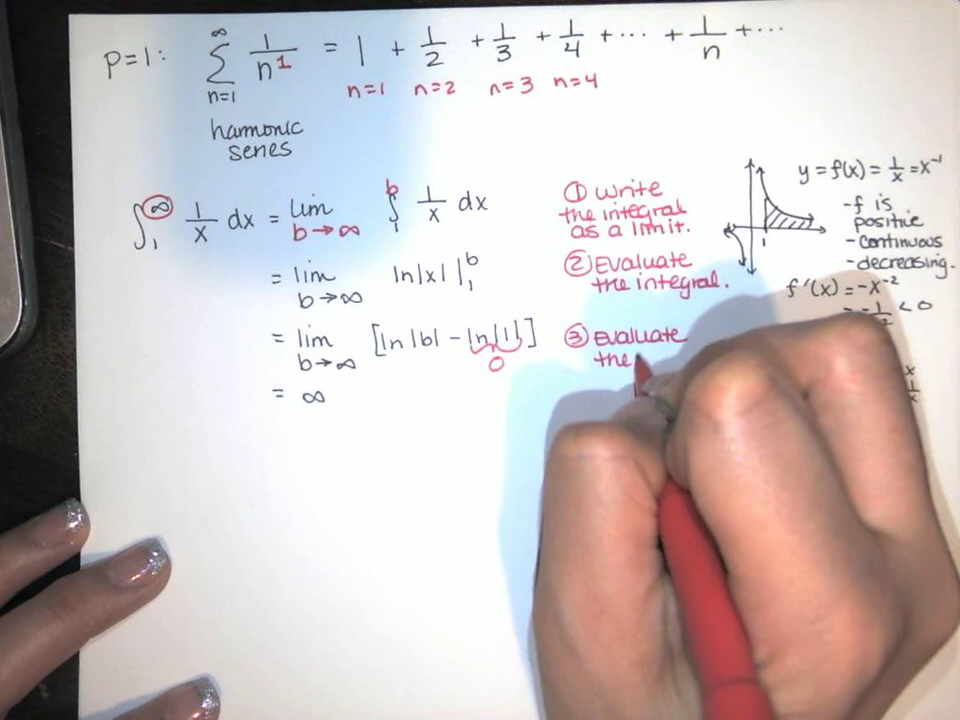 p=1: ∞ ∑ n=1 1/n¹ = 1 + 1/2 + 1/3 + 1/4 + ··· + 1/n + ···
n=1 n=2 n=3 n=4
harmonic
series
∫₁^∞ 1/x dx = lim b→∞ ∫₁^b 1/x dx
= lim b→∞ ln|x| |₁^b
= lim b→∞ [ln|b| - ln|1|]
0
= ∞
① Write
the integral
as a limit.
② Evaluate
the integral.
③ Evaluate
the
y = f(x) = 1/x = x⁻¹
1
- f is
positive
- continuous
- decreasing.
f'(x) = -x⁻²
< 0